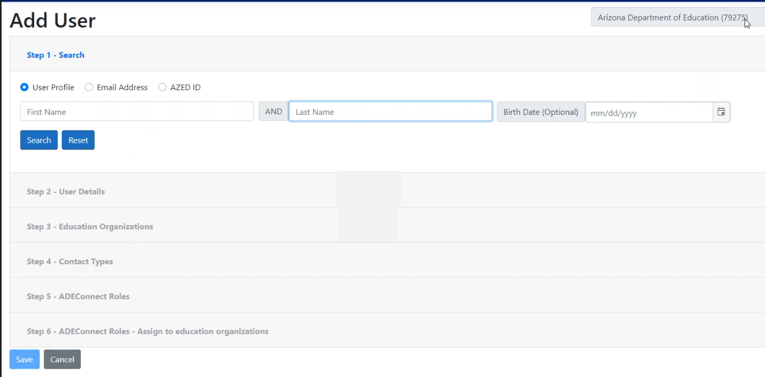 Add User
Arizona Department of Education (79275)
Step 1 - Search
User Profile Email Address AZED ID
First Name AND Last Name Birth Date (Optional) mm/dd/yyyy
Search Reset
Step 2 - User Details
Step 3 - Education Organizations
Step 4 - Contact Types
Step 5 - ADEConnect Roles
Step 6 - ADEConnect Roles - Assign to education organizations
Save Cancel